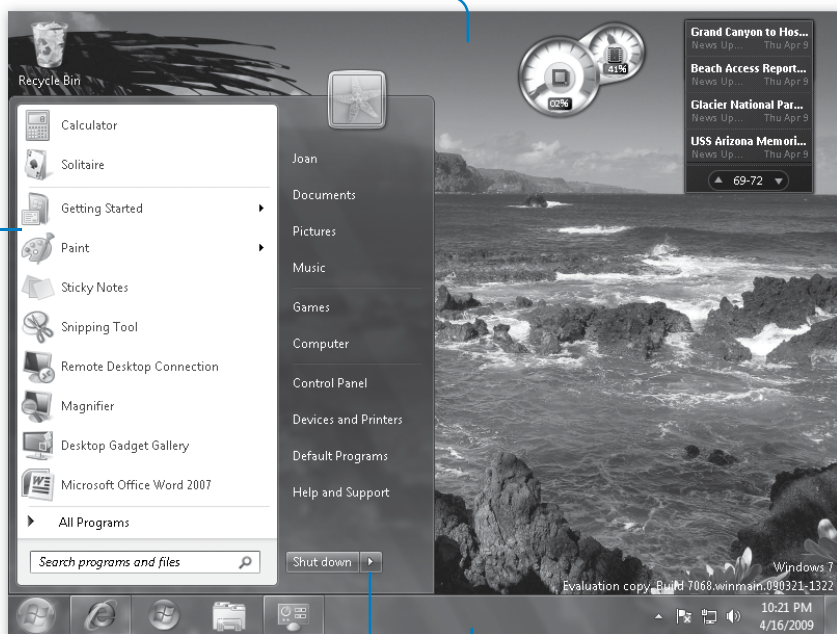 Recycle Bin
Calculator
Solitaire
Getting Started
Paint
Sticky Notes
Snipping Tool
Remote Desktop Connection
Magnifier
Desktop Gadget Gallery
Microsoft Office Word 2007
All Programs
Search programs and files
Joan
Documents
Pictures
Music
Games
Computer
Control Panel
Devices and Printers
Default Programs
Help and Support
Shut down
02%
41%
Grand Canyon to Hos...
News Up... Thu Apr 9
Beach Access Report...
News Up... Thu Apr 9
Glacier National Par...
News Up... Thu Apr 9
USS Arizona Memori...
News Up... Thu Apr 9
69-72
Windows 7
Evaluation copy. Build 7068.winmain.090321-1322
10:21 PM
4/16/2009